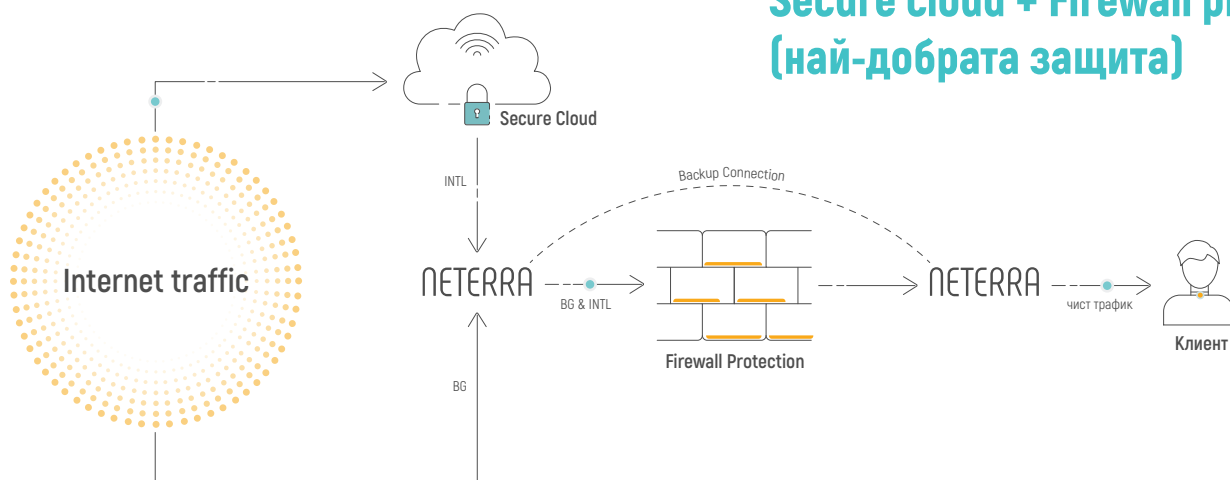 Secure cloud + Firewall
(най-добрата защита)
Secure Cloud
INTL
Backup Connection
Internet traffic
NETERRA
BG & INTL
NETERRA
чист трафик
Firewall Protection
Клиент
BG